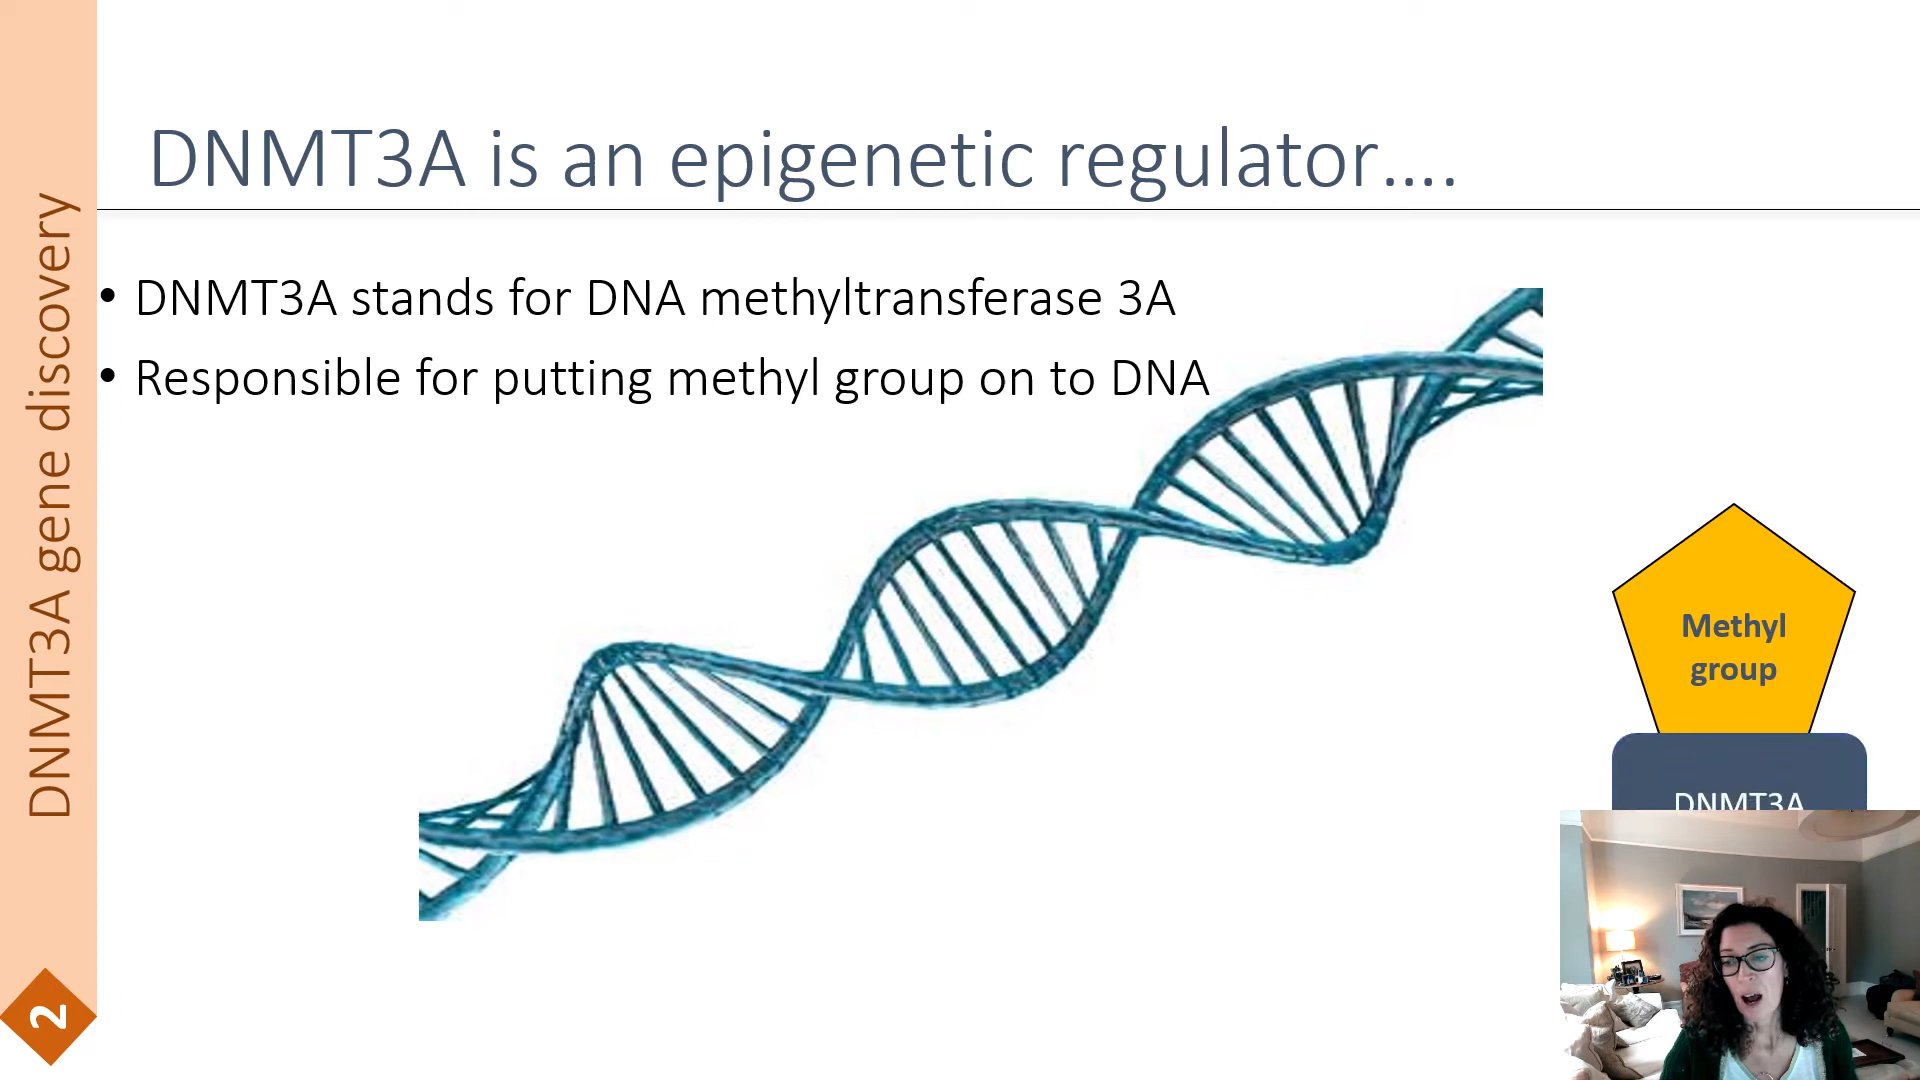 DNMT3A is an epigenetic regulator....
• DNMT3A stands for DNA methyltransferase 3A
• Responsible for putting methyl group on to DNA
Methyl
group
DNMT3A
DNMT3A gene discovery
2